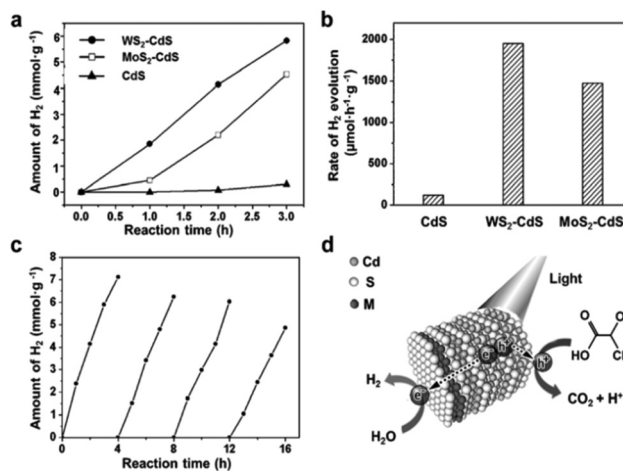 a
WS₂-CdS
MoS₂-CdS
CdS
Amount of H₂ (mmol·g⁻¹)
6
5
4
3
2
1
0
0.0 0.5 1.0 1.5 2.0 2.5 3.0
Reaction time (h)
b
Rate of H₂ evolution
(μmol·h⁻¹·g⁻¹)
2000
1500
1000
500
0
CdS WS₂-CdS MoS₂-CdS
c
Amount of H₂ (mmol·g⁻¹)
8
7
6
5
4
3
2
1
0
0 4 8 12 16
Reaction time (h)
d
Cd
S
M
Light
e⁻ h⁺
h⁺
e⁻
H₂
H₂O
O
HO
CO₂ + H⁺